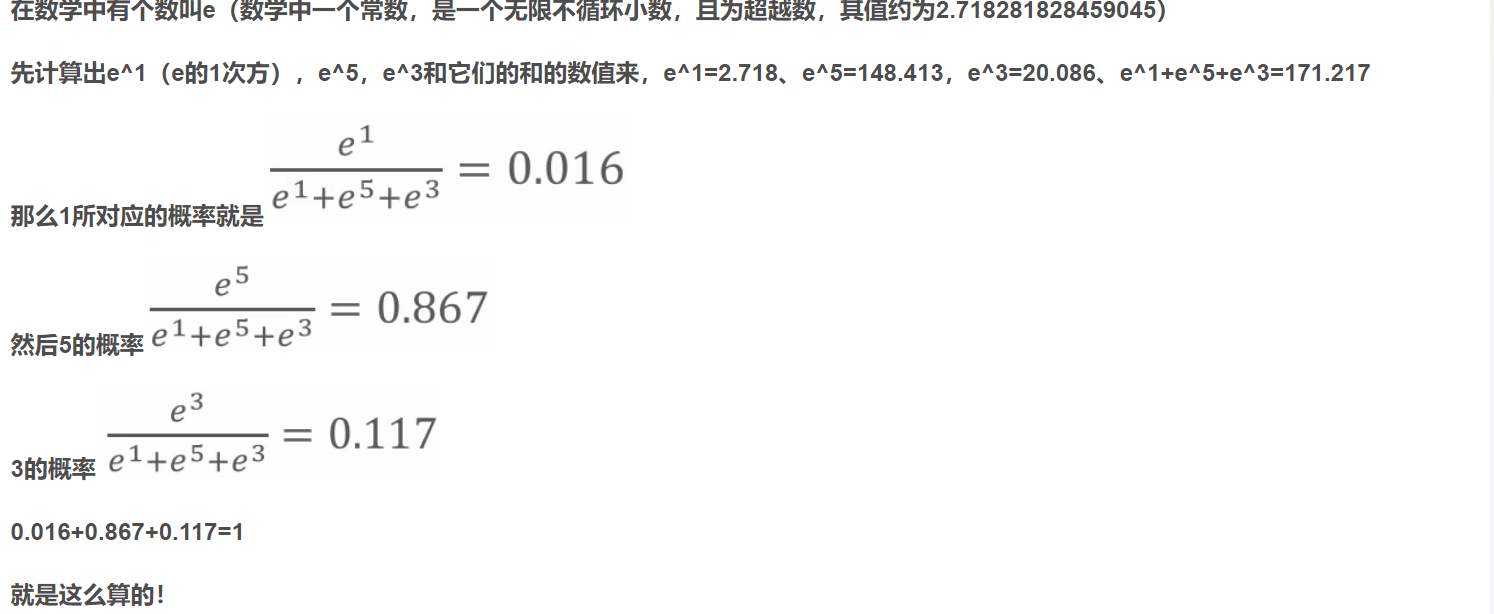 在数学中有个数叫e（数学中一个常数，是一个无限不循环小数，且为超越数，其值约为2.718281828459045）
先计算出e^1（e的1次方），e^5，e^3和它们的和的数值来，e^1=2.718、e^5=148.413，e^3=20.086、e^1+e^5+e^3=171.217
那么1所对应的概率就是 e^1/(e^1+e^5+e^3) = 0.016
然后5的概率 e^5/(e^1+e^5+e^3) = 0.867
3的概率 e^3/(e^1+e^5+e^3) = 0.117
0.016+0.867+0.117=1
就是这么算的！